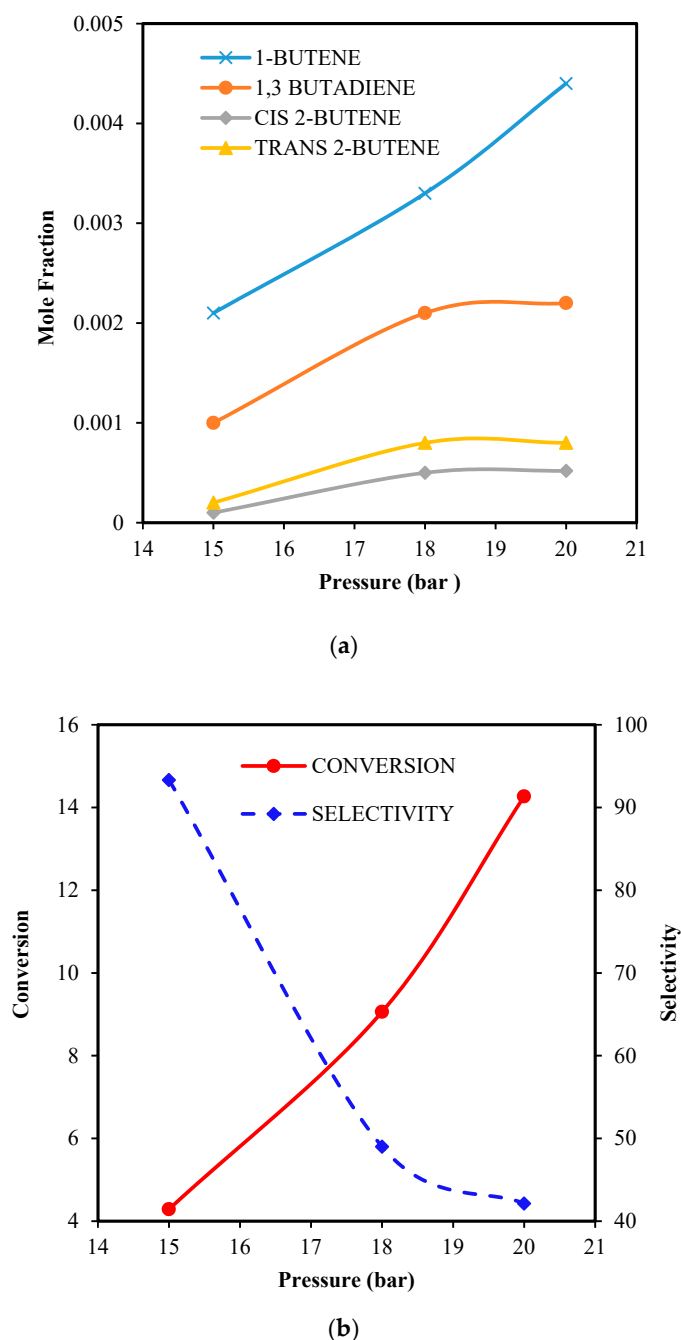 0.005
0.004
0.003
0.002
0.001
0
Mole Fraction
1-BUTENE
1,3 BUTADIENE
CIS 2-BUTENE
TRANS 2-BUTENE
14 15 16 17 18 19 20 21
Pressure (bar )
(a)
16
14
12
10
8
6
4
Conversion
CONVERSION
SELECTIVITY
100
90
80
70
60
50
40
Selectivity
14 15 16 17 18 19 20 21
Pressure (bar)
(b)